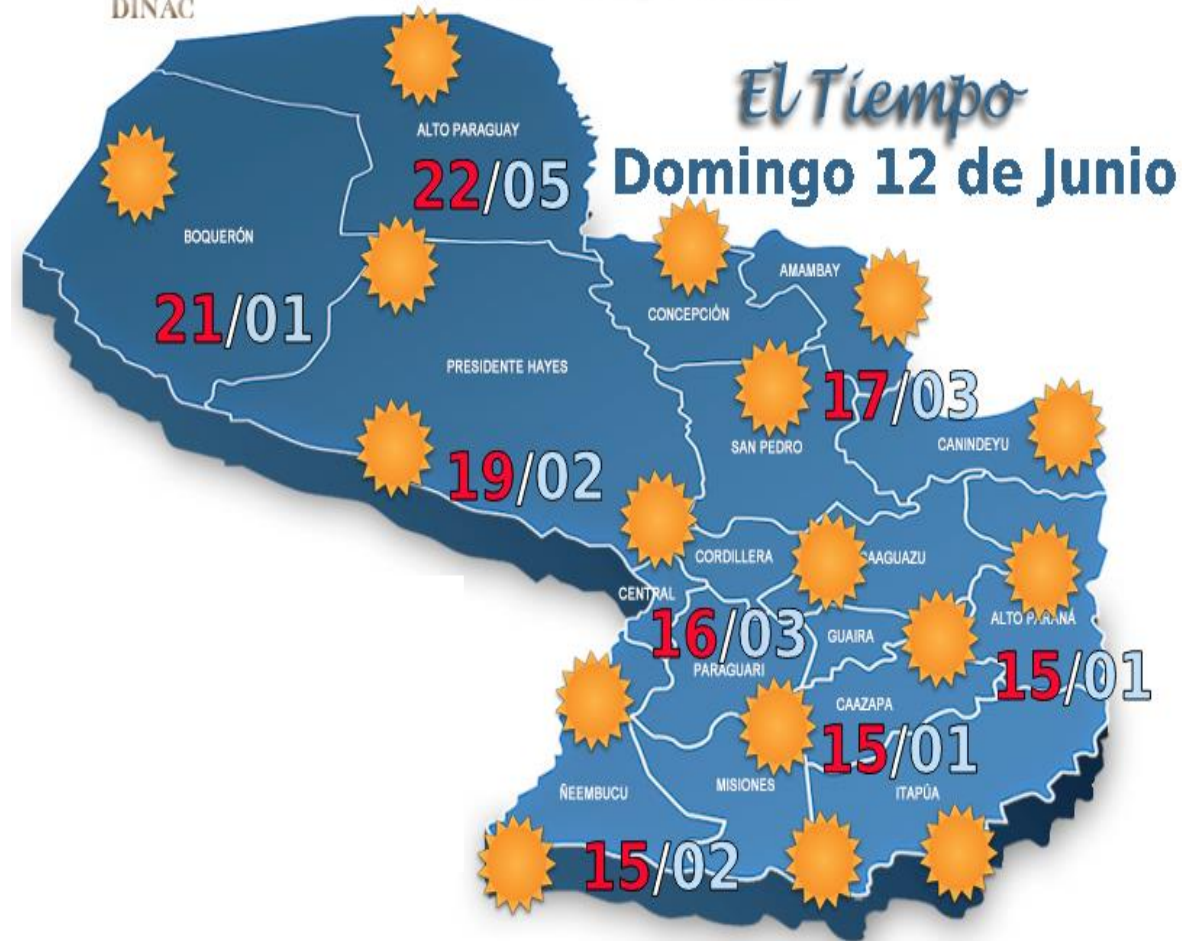 DINAC
El Tiempo
Domingo 12 de Junio
ALTO PARAGUAY
22/05
BOQUERÓN
21/01
AMAMBAY
CONCEPCIÓN
PRESIDENTE HAYES
17/03
SAN PEDRO
CANINDEYU
19/02
CORDILLERA
AAGUAZU
CENTRAL
16/03
GUAIRA
ALTO PARANÁ
PARAGUARI
15/01
CAAZAPA
15/01
MISIONES
ÑEEMBUCU
ITAPÚA
15/02